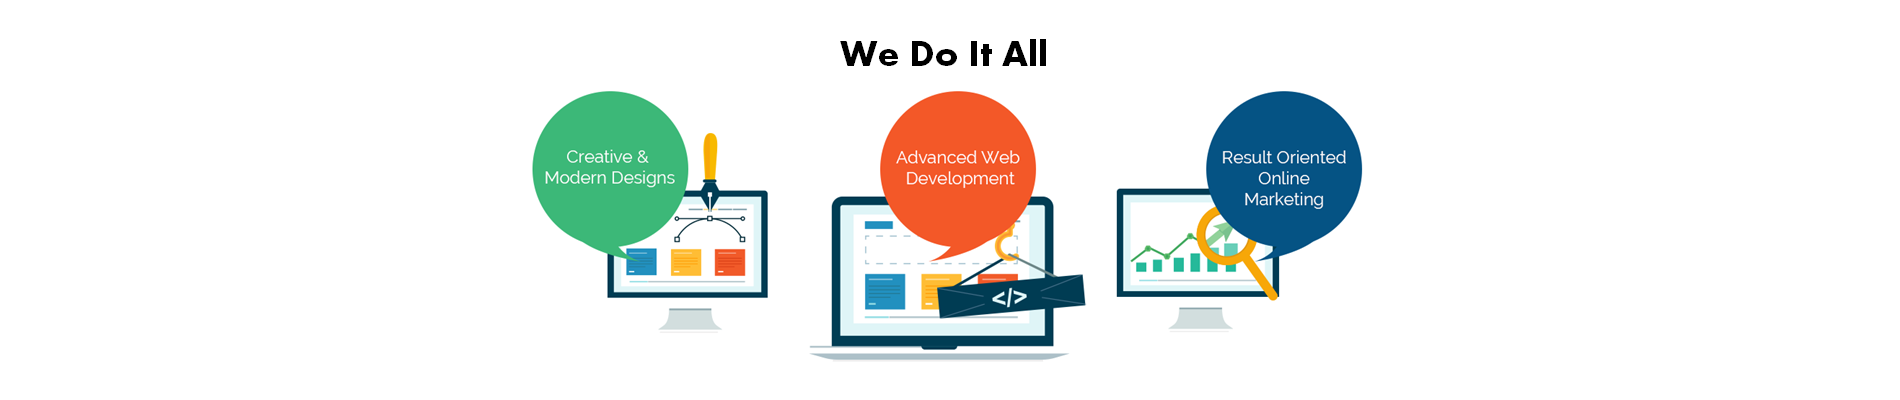 We Do It All
Creative &
Modern Designs
Advanced Web
Development
</>
Result Oriented
Online
Marketing